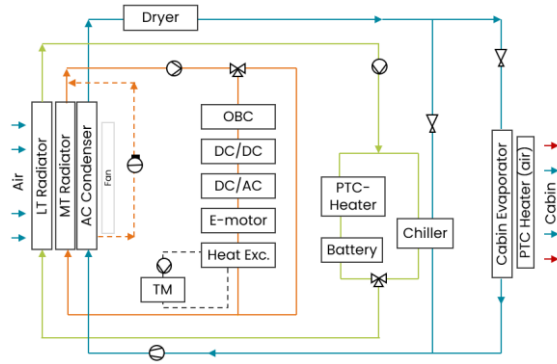 Dryer
Air
LT Radiator
MT Radiator
AC Condenser
Fan
OBC
DC/DC
DC/AC
E-motor
Heat Exc.
TM
PTC-
Heater
Battery
Chiller
Cabin Evaporator
PTC Heater (air)
Cabin